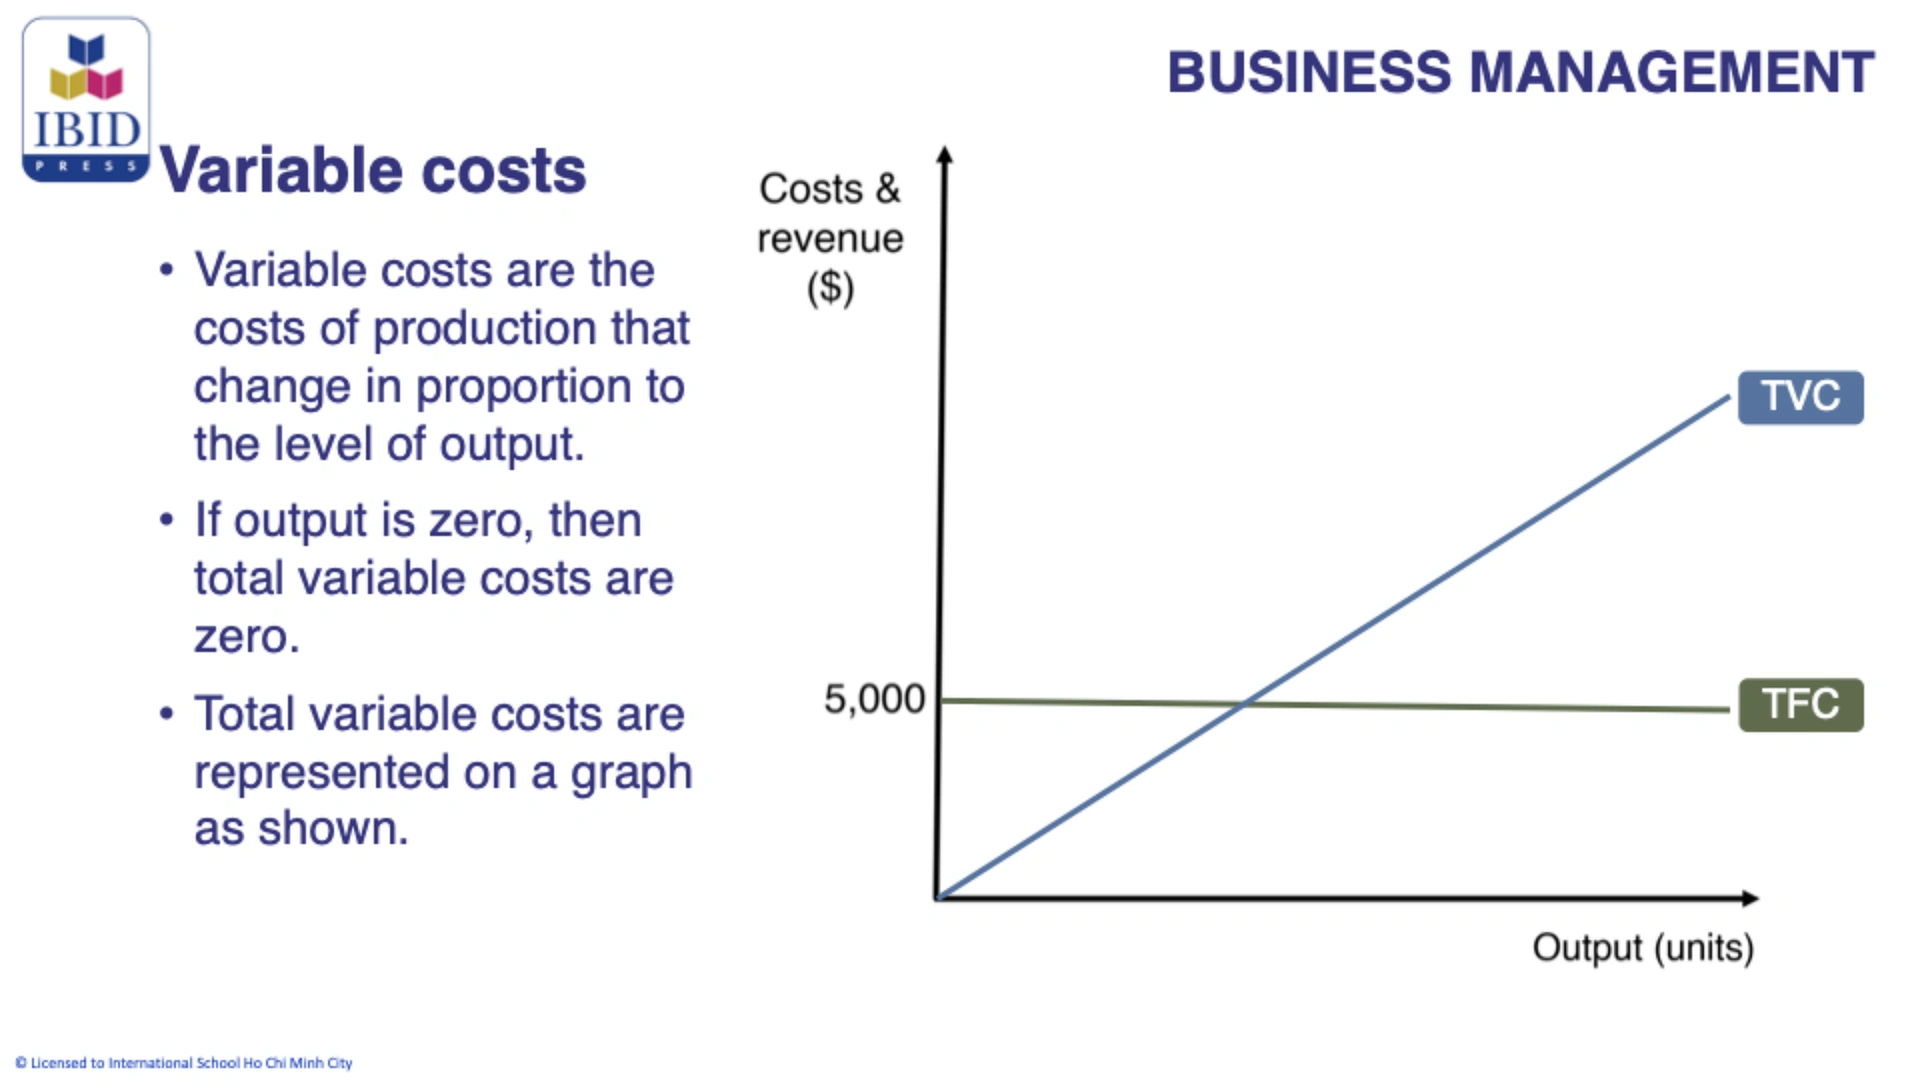 IBID
PRESS
BUSINESS MANAGEMENT
Variable costs
• Variable costs are the
costs of production that
change in proportion to
the level of output.
• If output is zero, then
total variable costs are
zero.
• Total variable costs are
represented on a graph
as shown.
Costs &
revenue
($)
TVC
5,000
TFC
Output (units)
© Licensed to International School Ho Chi Minh City